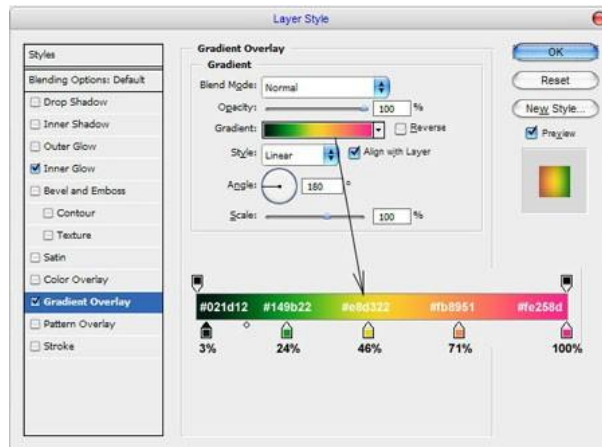 Layer Style
Styles
Blending Options: Default
Drop Shadow
Inner Shadow
Outer Glow
Inner Glow
Bevel and Emboss
Contour
Texture
Satin
Color Overlay
Gradient Overlay
Pattern Overlay
Stroke
Gradient Overlay
Gradient
Blend Mode: Normal
Opacity: 100 %
Gradient: Reverse
Style: Linear Align with Layer
Angle: 180 °
Scale: 100 %
#021d12 #149b22 #e8d322 #fb8951 #fe258d
3% 24% 46% 71% 100%
OK
Reset
New Style...
Preview